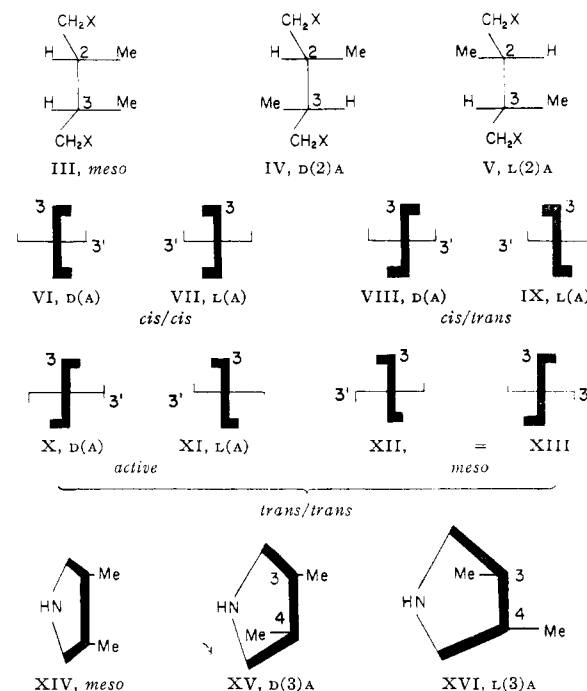 CH2X CH2X CH2X
H 2 Me H 2 Me Me 2 H
H 3 Me Me 3 H H 3 Me
CH2X CH2X CH2X
III, meso IV, D(2)A V, L(2)A
3 3 3 3
3' 3' 3' 3'
VI, D(A) VII, L(A) VIII, D(A) IX, L(A)
cis/cis cis/trans
3 3 3 3
3' 3' 3' 3'
X, D(A) XI, L(A) XII, = XIII
active meso
trans/trans
Me 3 Me Me 3
HN HN HN
Me Me 4 4 Me
XIV, meso XV, D(3)A XVI, L(3)A